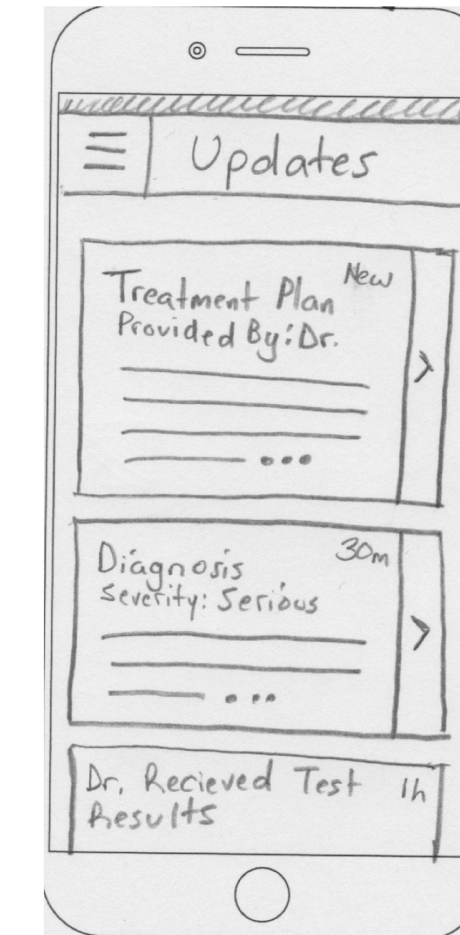 Updates
Treatment Plan New
Provided By: Dr.
Diagnosis 30m
Severity: Serious
Dr. Recieved Test 1h
Results